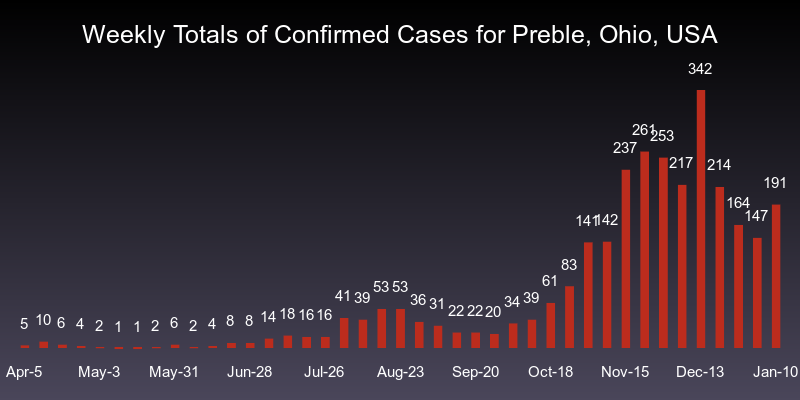 Weekly Totals of Confirmed Cases for Preble, Ohio, USA
5 10 6 4 2 1 1 2 6 2 4 8 8 14 18 16 16 41 39 53 53 36 31 22 22 20 34 39 61 83 141 142 237 261 253 217 342 214 164 147 191
Apr-5 May-3 May-31 Jun-28 Jul-26 Aug-23 Sep-20 Oct-18 Nov-15 Dec-13 Jan-10